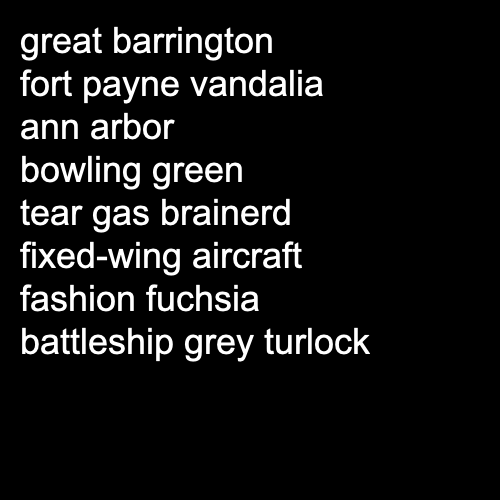 great barrington
fort payne vandalia
ann arbor
bowling green
tear gas brainerd
fixed-wing aircraft
fashion fuchsia
battleship grey turlock